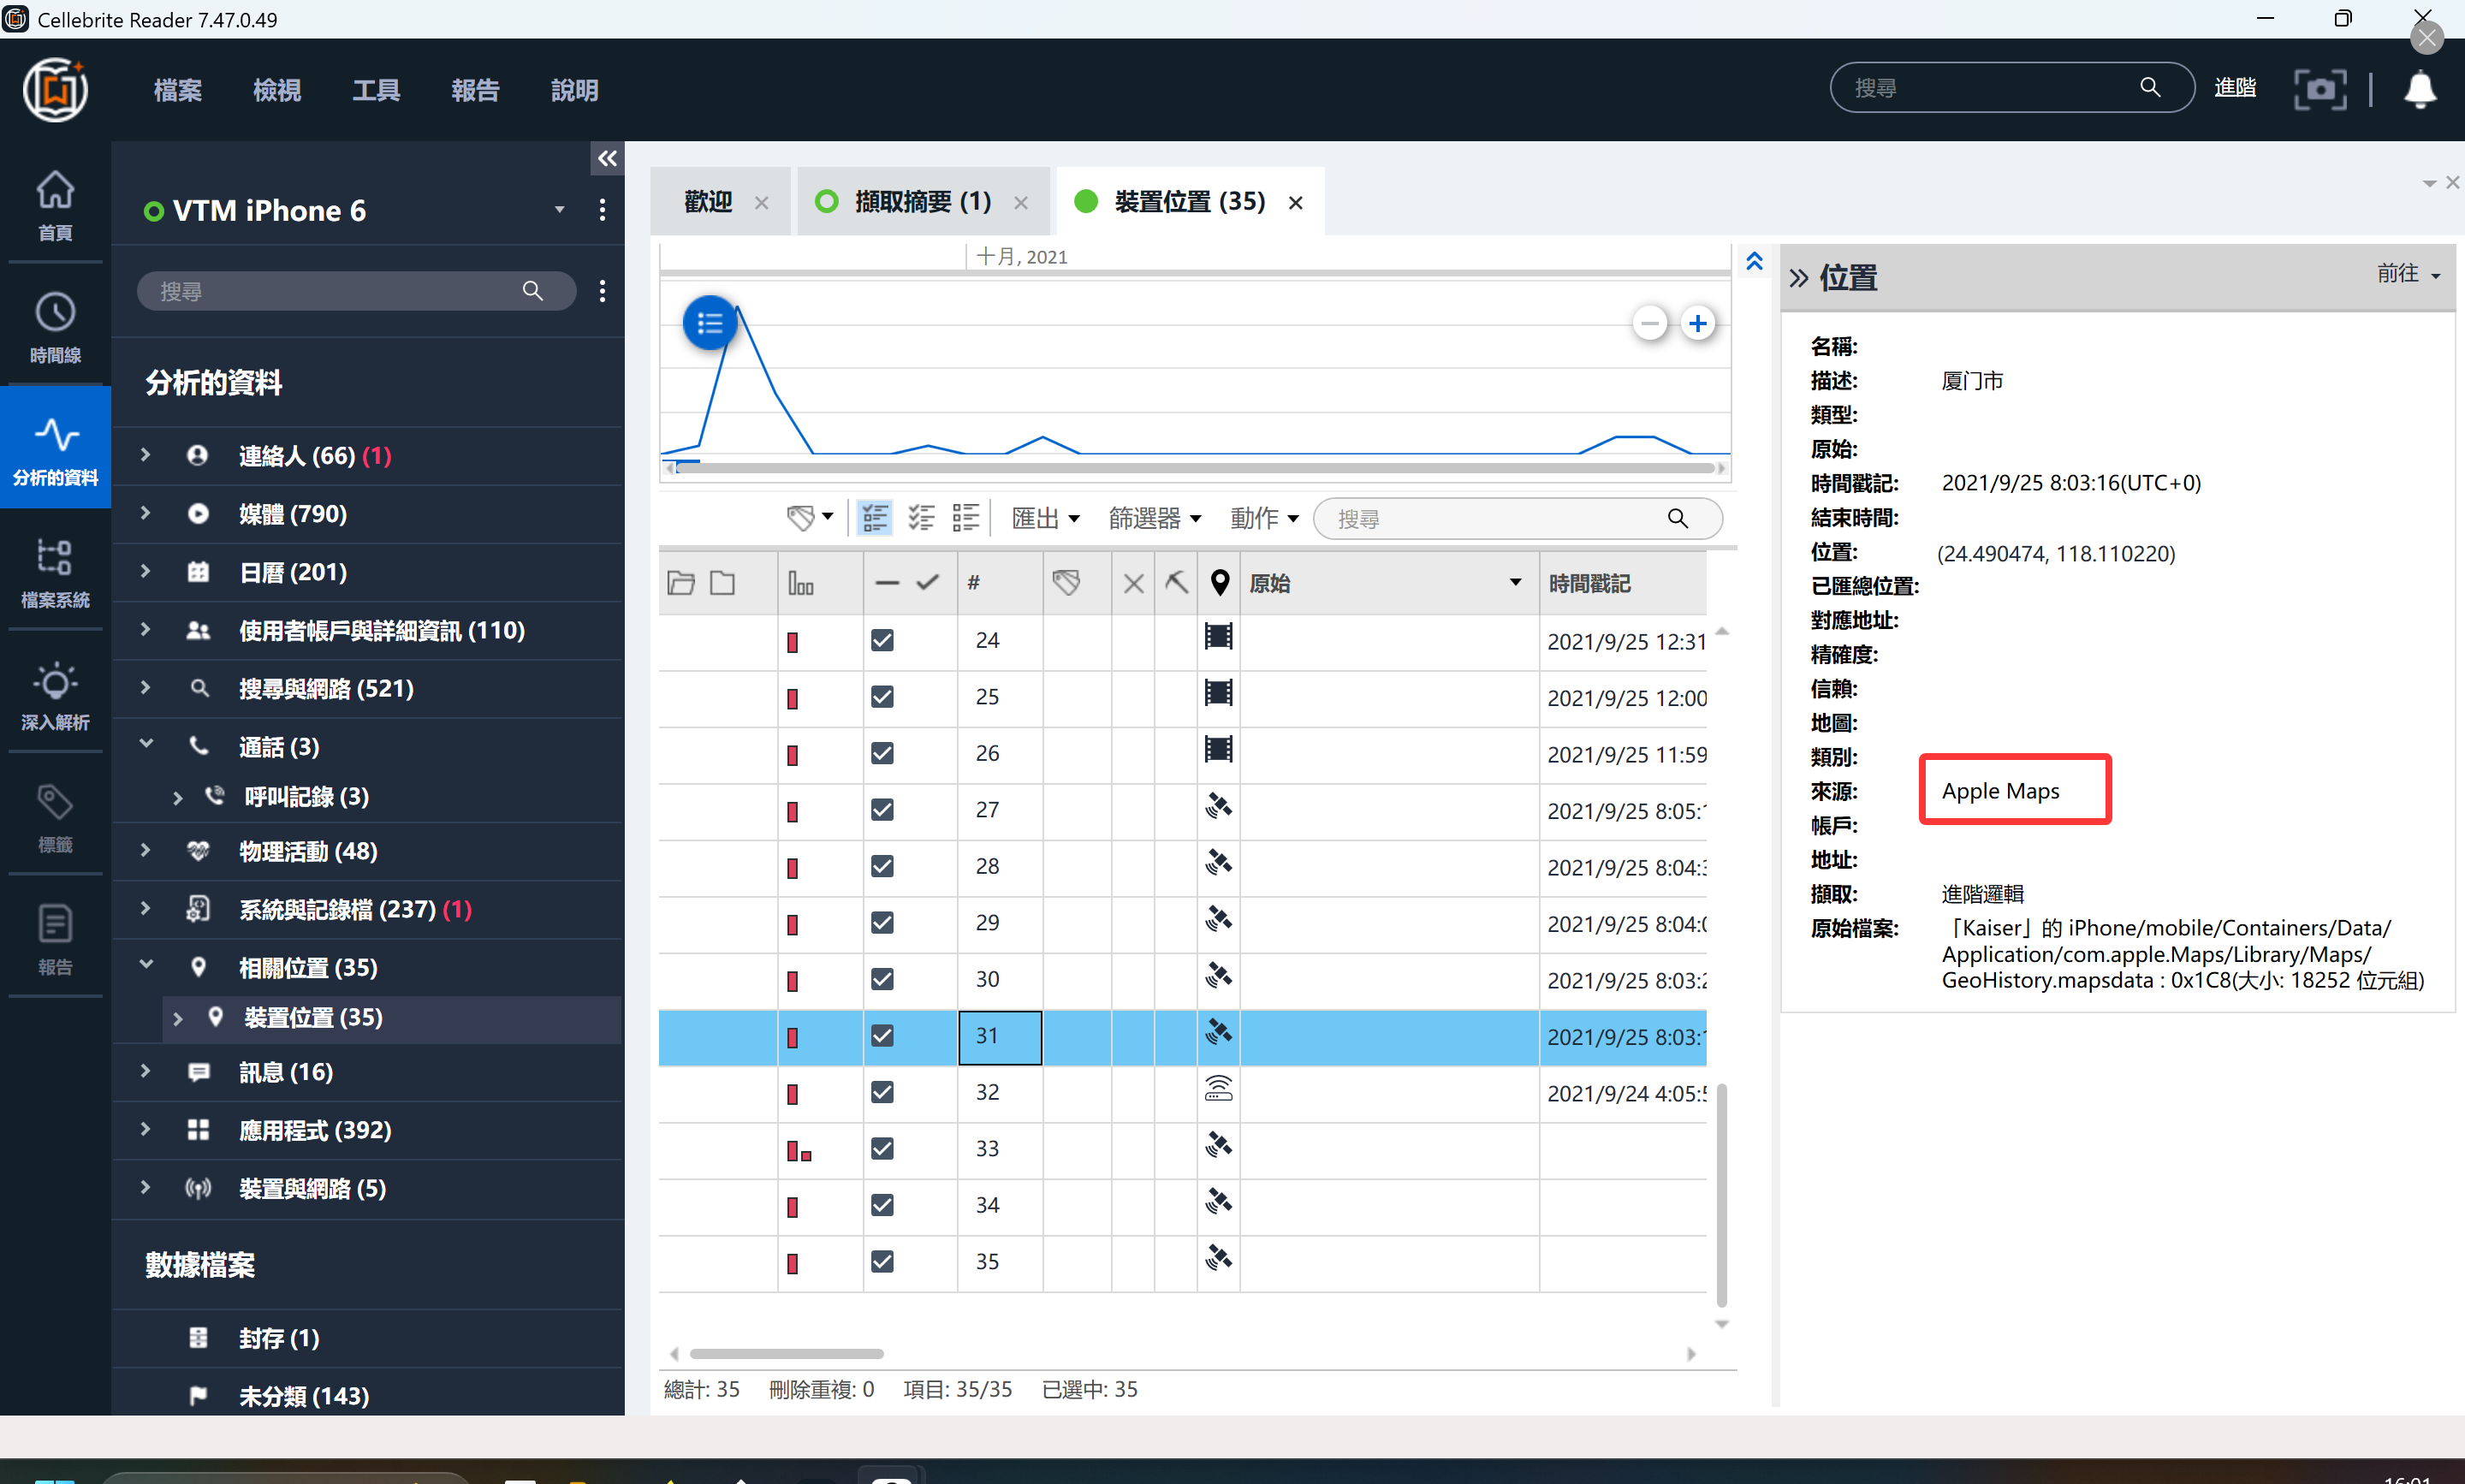 Cellebrite Reader 7.47.0.49
檔案 檢視 工具 報告 說明
搜尋 進階
首頁
時間線
分析的資料
檔案系統
深入解析
標籤
報告
VTM iPhone 6
搜尋
分析的資料
連絡人 (66) (1)
媒體 (790)
日曆 (201)
使用者帳戶與詳細資訊 (110)
搜尋與網路 (521)
通話 (3)
呼叫記錄 (3)
物理活動 (48)
系統與記錄檔 (237) (1)
相關位置 (35)
裝置位置 (35)
訊息 (16)
應用程式 (392)
裝置與網路 (5)
數據檔案
封存 (1)
未分類 (143)
歡迎 擷取摘要 (1) 裝置位置 (35)
十月, 2021
匯出 篩選器 動作 搜尋
# 原始 時間戳記
24 2021/9/25 12:31
25 2021/9/25 12:00
26 2021/9/25 11:59
27 2021/9/25 8:05:
28 2021/9/25 8:04:
29 2021/9/25 8:04:
30 2021/9/25 8:03:
31 2021/9/25 8:03:
32 2021/9/24 4:05:
33
34
35
總計: 35 刪除重複: 0 項目: 35/35 已選中: 35
位置 前往
名稱:
描述: 厦门市
類型:
原始:
時間戳記: 2021/9/25 8:03:16(UTC+0)
結束時間:
位置: (24.490474, 118.110220)
已匯總位置:
對應地址:
精確度:
信賴:
地圖:
類別:
來源: Apple Maps
帳戶:
地址:
擷取: 進階邏輯
原始檔案: 「Kaiser」的 iPhone/mobile/Containers/Data/
Application/com.apple.Maps/Library/Maps/
GeoHistory.mapsdata : 0x1C8(大小: 18252 位元組)